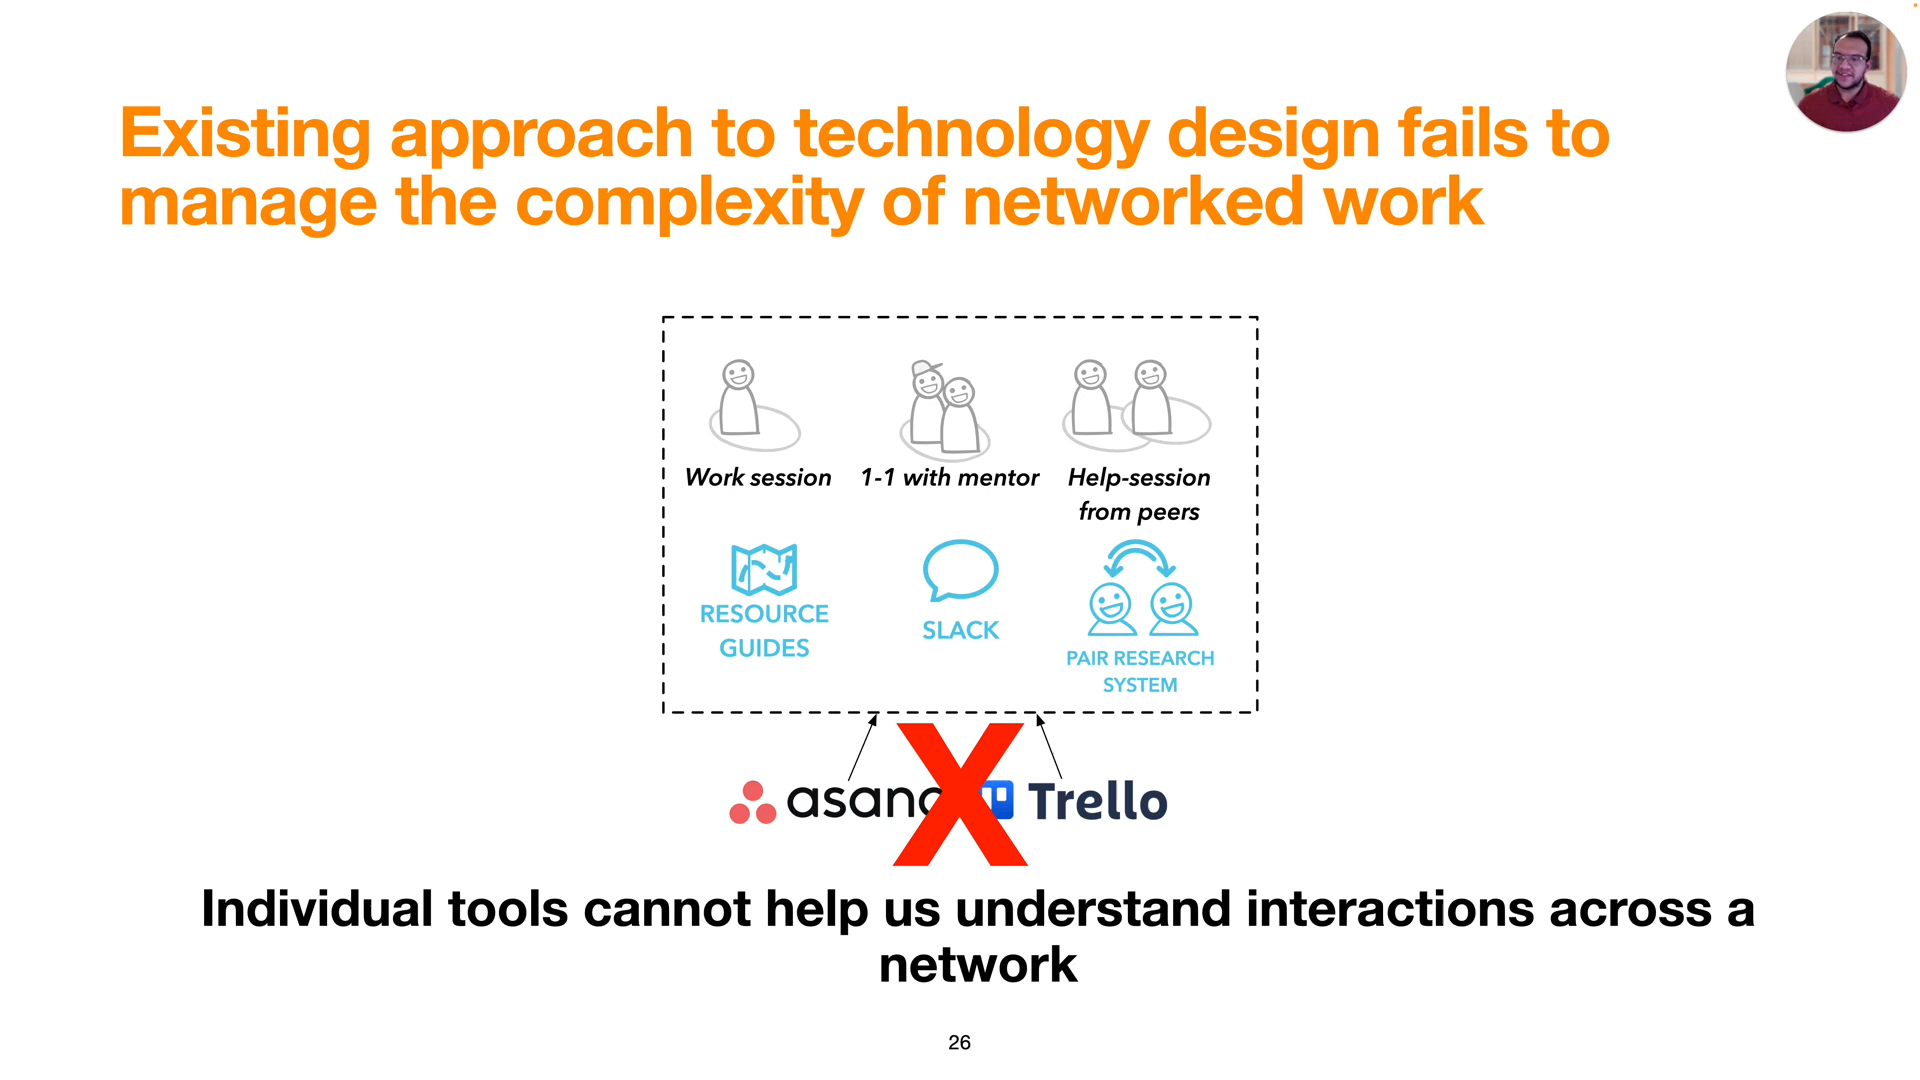 Existing approach to technology design fails to
manage the complexity of networked work
Work session
1-1 with mentor
Help-session
from peers
RESOURCE
GUIDES
SLACK
PAIR RESEARCH
SYSTEM
asana
X
Trello
Individual tools cannot help us understand interactions across a
network
26